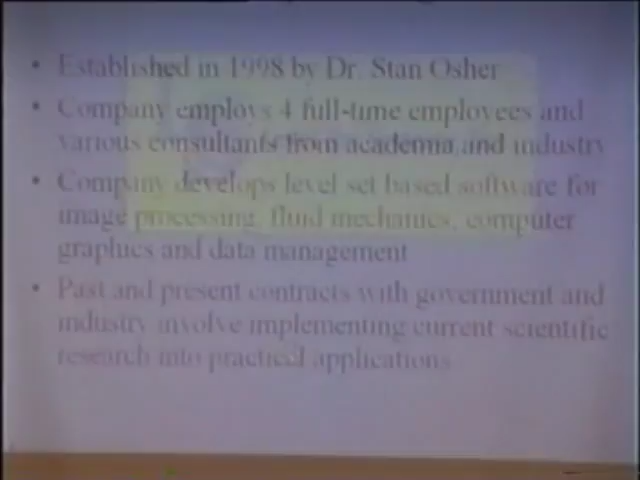 • Established in 1998 by Dr. Stan Osher
• Company employs 4 full-time employees and
various consultants from academia and industry
• Company develops level set based software for
image processing, fluid mechanics, computer
graphics and data management
• Past and present contracts with government and
industry involve implementing current scientific
research into practical applications